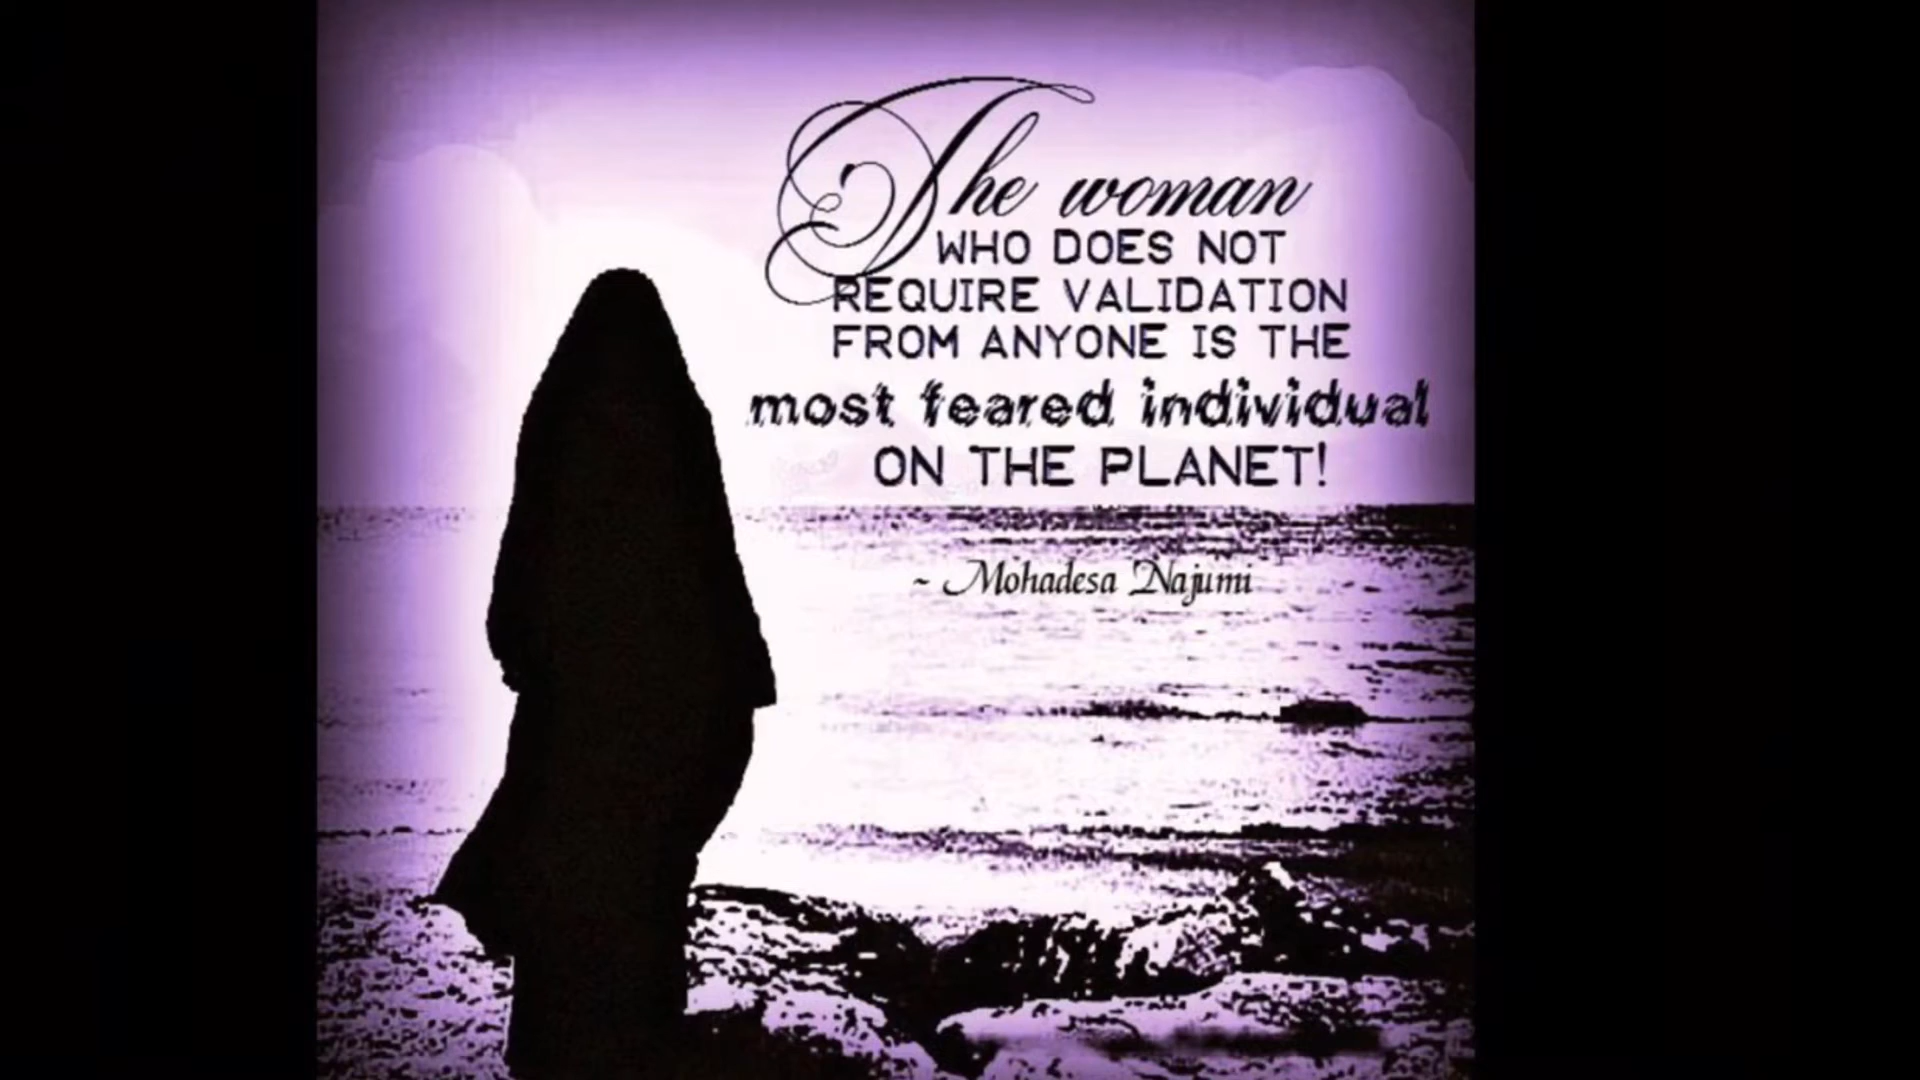 The woman
WHO DOES NOT
REQUIRE VALIDATION
FROM ANYONE IS THE
most feared individual
ON THE PLANET!
~ Mohadesa Najumi